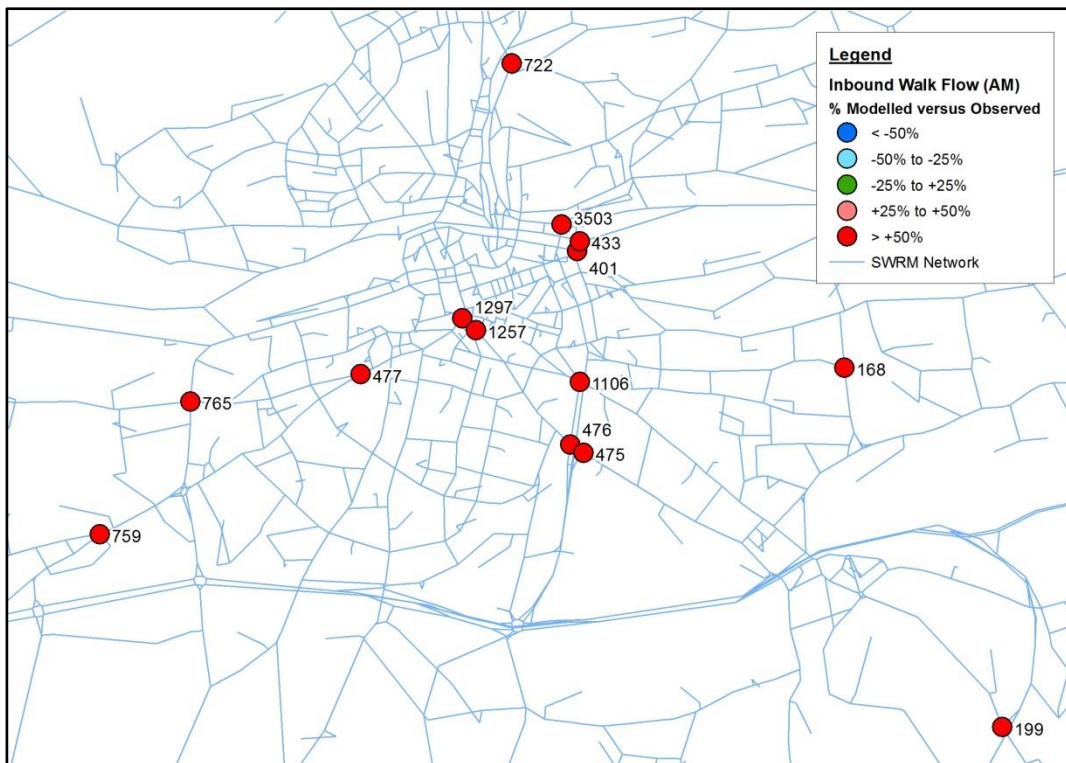 722
Legend
Inbound Walk Flow (AM)
% Modelled versus Observed
< -50%
-50% to -25%
-25% to +25%
+25% to +50%
> +50%
SWRM Network
3503
433
401
1297
1257
477
168
1106
765
476
475
759
199